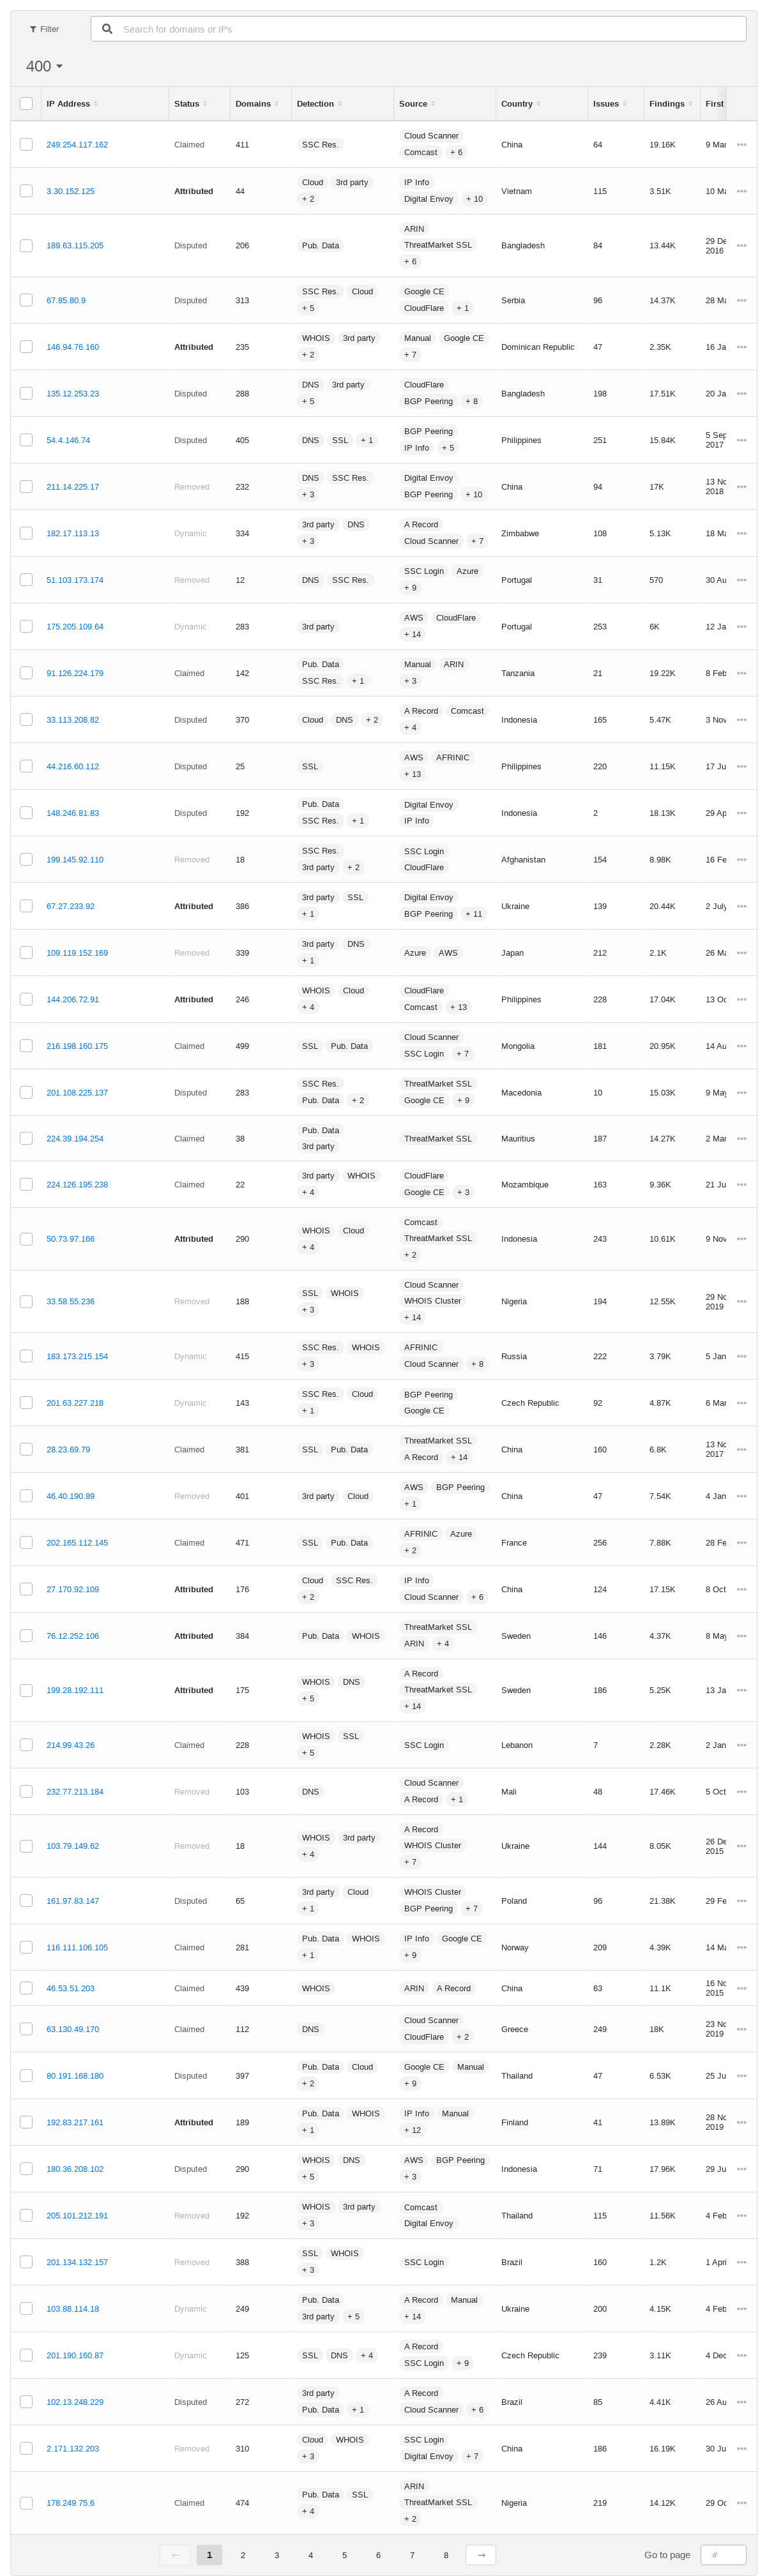 Filter Search for domains or IPs
400
IP Address Status Domains Detection Source Country Issues Findings First
249.254.117.162 Claimed 411 SSC Res. Cloud Scanner Comcast + 6 China 64 19.16K 9 Mar
3.30.152.125 Attributed 44 Cloud 3rd party + 2 IP Info Digital Envoy + 10 Vietnam 115 3.51K 10 Ma
189.63.115.205 Disputed 206 Pub. Data ARIN ThreatMarket SSL + 6 Bangladesh 84 13.44K 29 De 2016
67.85.80.9 Disputed 313 SSC Res. Cloud + 5 Google CE CloudFlare + 1 Serbia 96 14.37K 28 Ma
146.94.76.160 Attributed 235 WHOIS 3rd party + 2 Manual Google CE + 7 Dominican Republic 47 2.35K 16 Ja
135.12.253.23 Disputed 288 DNS 3rd party + 5 CloudFlare BGP Peering + 8 Bangladesh 198 17.51K 20 Ja
54.4.146.74 Disputed 405 DNS SSL + 1 BGP Peering IP Info + 5 Philippines 251 15.84K 5 Sep 2017
211.14.225.17 Removed 232 DNS SSC Res. + 3 Digital Envoy BGP Peering + 10 China 94 17K 13 No 2018
182.17.113.13 Dynamic 334 3rd party DNS + 3 A Record Cloud Scanner + 7 Zimbabwe 108 5.13K 18 Ma
51.103.173.174 Removed 12 DNS SSC Res. SSC Login Azure + 9 Portugal 31 570 30 Au
175.205.109.64 Dynamic 283 3rd party AWS CloudFlare + 14 Portugal 253 6K 12 Ja
91.126.224.179 Claimed 142 Pub. Data SSC Res. + 1 Manual ARIN + 3 Tanzania 21 19.22K 8 Feb
33.113.208.82 Disputed 370 Cloud DNS + 2 A Record Comcast + 4 Indonesia 165 5.47K 3 Nov
44.216.60.112 Disputed 25 SSL AWS AFRINIC + 13 Philippines 220 11.15K 17 Ju
148.246.81.83 Disputed 192 Pub. Data SSC Res. + 1 Digital Envoy IP Info Indonesia 2 18.13K 29 Ap
199.145.92.110 Removed 18 SSC Res. 3rd party + 2 SSC Login CloudFlare Afghanistan 154 8.98K 16 Fe
67.27.233.92 Attributed 386 3rd party SSL + 1 Digital Envoy BGP Peering + 11 Ukraine 139 20.44K 2 July
109.119.152.169 Removed 339 3rd party DNS + 1 Azure AWS Japan 212 2.1K 26 Ma
144.206.72.91 Attributed 246 WHOIS Cloud + 4 CloudFlare Comcast + 13 Philippines 228 17.04K 13 Oc
216.198.160.175 Claimed 499 SSL Pub. Data Cloud Scanner SSC Login + 7 Mongolia 181 20.95K 14 Au
201.108.225.137 Disputed 283 SSC Res. Pub. Data + 2 ThreatMarket SSL Google CE + 9 Macedonia 10 15.03K 9 May
224.39.194.254 Claimed 38 Pub. Data 3rd party ThreatMarket SSL Mauritius 187 14.27K 2 Mar
224.126.195.238 Claimed 22 3rd party WHOIS + 4 CloudFlare Google CE + 3 Mozambique 163 9.36K 21 Ju
50.73.97.166 Attributed 290 WHOIS Cloud + 4 Comcast ThreatMarket SSL + 2 Indonesia 243 10.61K 9 Nov
33.58.55.236 Removed 188 SSL WHOIS + 3 Cloud Scanner WHOIS Cluster + 14 Nigeria 194 12.55K 29 No 2019
183.173.215.154 Dynamic 415 SSC Res. WHOIS + 3 AFRINIC Cloud Scanner + 8 Russia 222 3.79K 5 Jan
201.63.227.218 Dynamic 143 SSC Res. Cloud + 1 BGP Peering Google CE Czech Republic 92 4.87K 6 Mar
28.23.69.79 Claimed 381 SSL Pub. Data ThreatMarket SSL A Record + 14 China 160 6.8K 13 No 2017
46.40.190.89 Removed 401 3rd party Cloud AWS BGP Peering + 1 China 47 7.54K 4 Jan
202.165.112.145 Claimed 471 SSL Pub. Data AFRINIC Azure + 2 France 256 7.88K 28 Fe
27.170.92.109 Attributed 176 Cloud SSC Res. + 2 IP Info Cloud Scanner + 6 China 124 17.15K 8 Oct
76.12.252.106 Attributed 384 Pub. Data WHOIS ThreatMarket SSL ARIN + 4 Sweden 146 4.37K 8 May
199.28.192.111 Attributed 175 WHOIS DNS + 5 A Record ThreatMarket SSL + 14 Sweden 186 5.25K 13 Ja
214.99.43.26 Claimed 228 WHOIS SSL + 5 SSC Login Lebanon 7 2.28K 2 Jan
232.77.213.184 Removed 103 DNS Cloud Scanner A Record + 1 Mali 48 17.46K 5 Oct
103.79.149.62 Removed 18 WHOIS 3rd party + 4 A Record WHOIS Cluster + 7 Ukraine 144 8.05K 26 De 2015
161.97.83.147 Disputed 65 3rd party Cloud + 1 WHOIS Cluster BGP Peering + 7 Poland 96 21.38K 29 Fe
116.111.106.105 Claimed 281 Pub. Data WHOIS + 1 IP Info Google CE + 9 Norway 209 4.39K 14 Ma
46.53.51.203 Claimed 439 WHOIS ARIN A Record China 63 11.1K 16 No 2015
63.130.49.170 Claimed 112 DNS Cloud Scanner CloudFlare + 2 Greece 249 18K 23 No 2019
80.191.168.180 Disputed 397 Pub. Data Cloud + 2 Google CE Manual + 9 Thailand 47 6.53K 25 Ju
192.83.217.161 Attributed 189 Pub. Data WHOIS + 1 IP Info Manual + 12 Finland 41 13.89K 28 No 2019
180.36.208.102 Disputed 290 WHOIS DNS + 5 AWS BGP Peering + 3 Indonesia 71 17.96K 29 Ju
205.101.212.191 Removed 192 WHOIS 3rd party + 3 Comcast Digital Envoy Thailand 115 11.56K 4 Feb
201.134.132.157 Removed 388 SSL WHOIS + 3 SSC Login Brazil 160 1.2K 1 Apri
103.88.114.18 Dynamic 249 Pub. Data 3rd party + 5 A Record Manual + 14 Ukraine 200 4.15K 4 Feb
201.190.160.87 Dynamic 125 SSL DNS + 4 A Record SSC Login + 9 Czech Republic 239 3.11K 4 Dec
102.13.248.229 Disputed 272 3rd party Pub. Data + 1 A Record Cloud Scanner + 6 Brazil 85 4.41K 26 Au
2.171.132.203 Removed 310 Cloud WHOIS + 3 SSC Login Digital Envoy + 7 China 186 16.19K 30 Ju
178.249.75.6 Claimed 474 Pub. Data SSL + 4 ARIN ThreatMarket SSL + 2 Nigeria 219 14.12K 29 Oc
← 1 2 3 4 5 6 7 8 → Go to page #